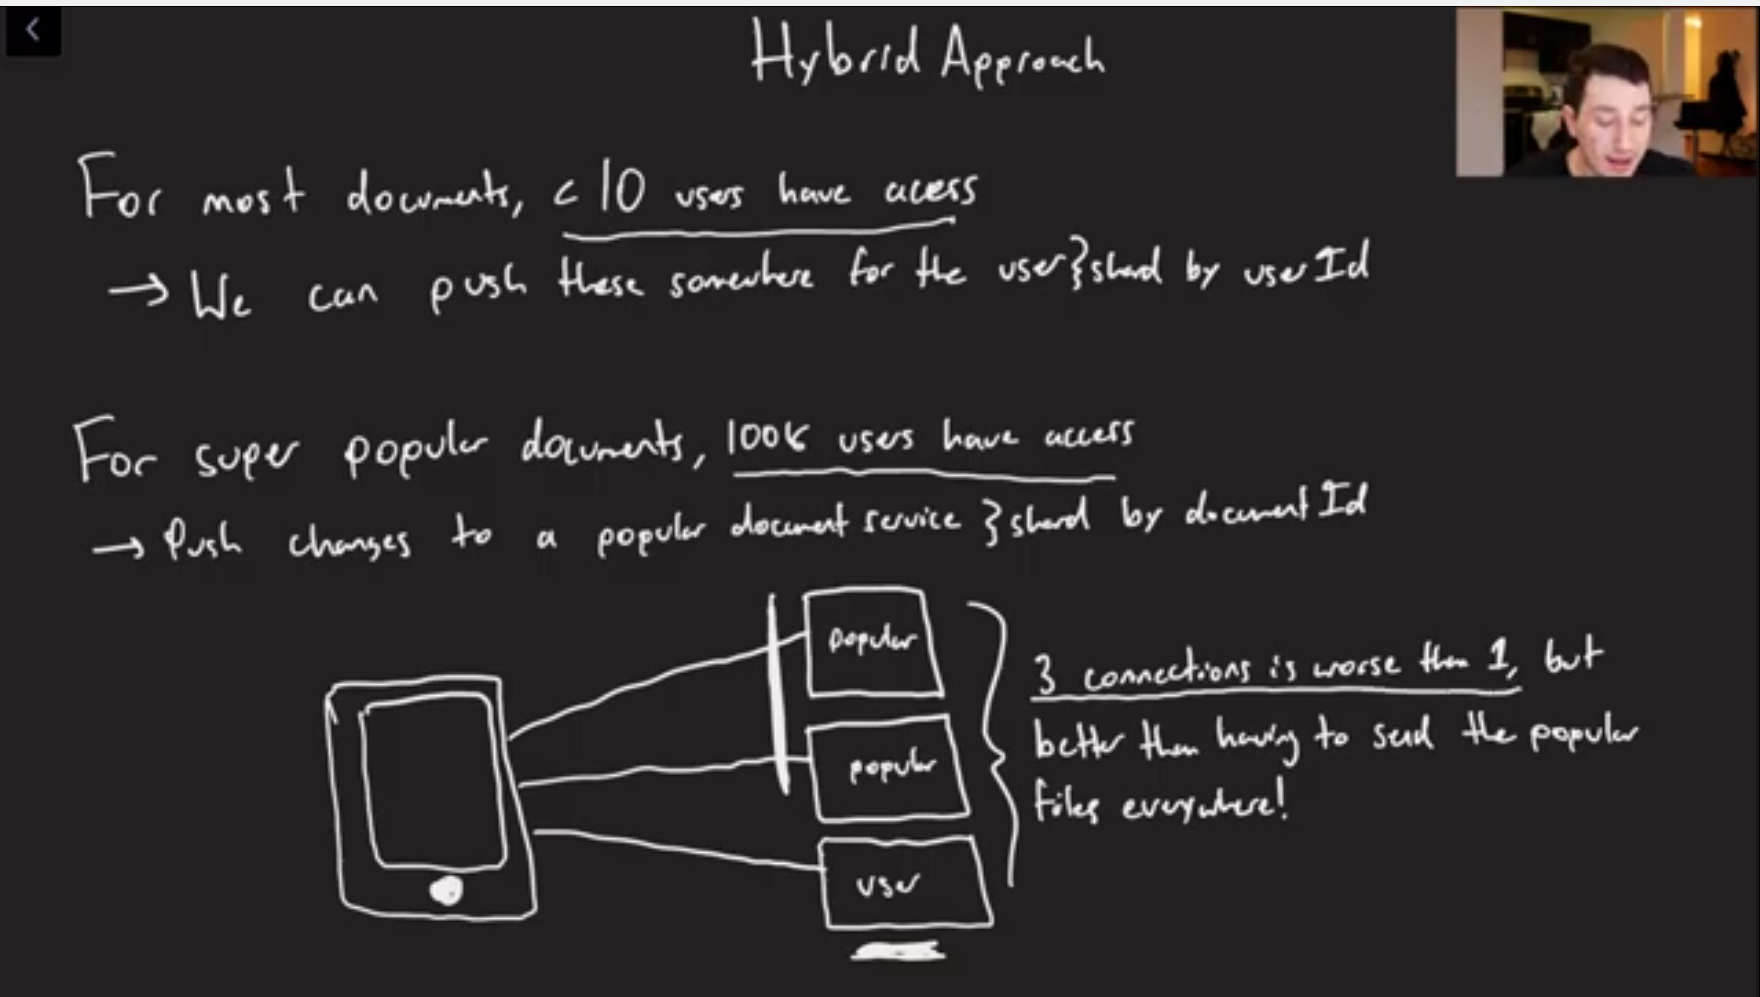 Hybrid Approach
For most documents, < 10 users have acess
→ We can push these somewhere for the user } shard by userId
For super popular documents, 100K users have access
→ Push changes to a popular document service } shard by documentId
popular
popular
user
3 connections is worse than 1, but
better than having to send the popular
files everywhere!